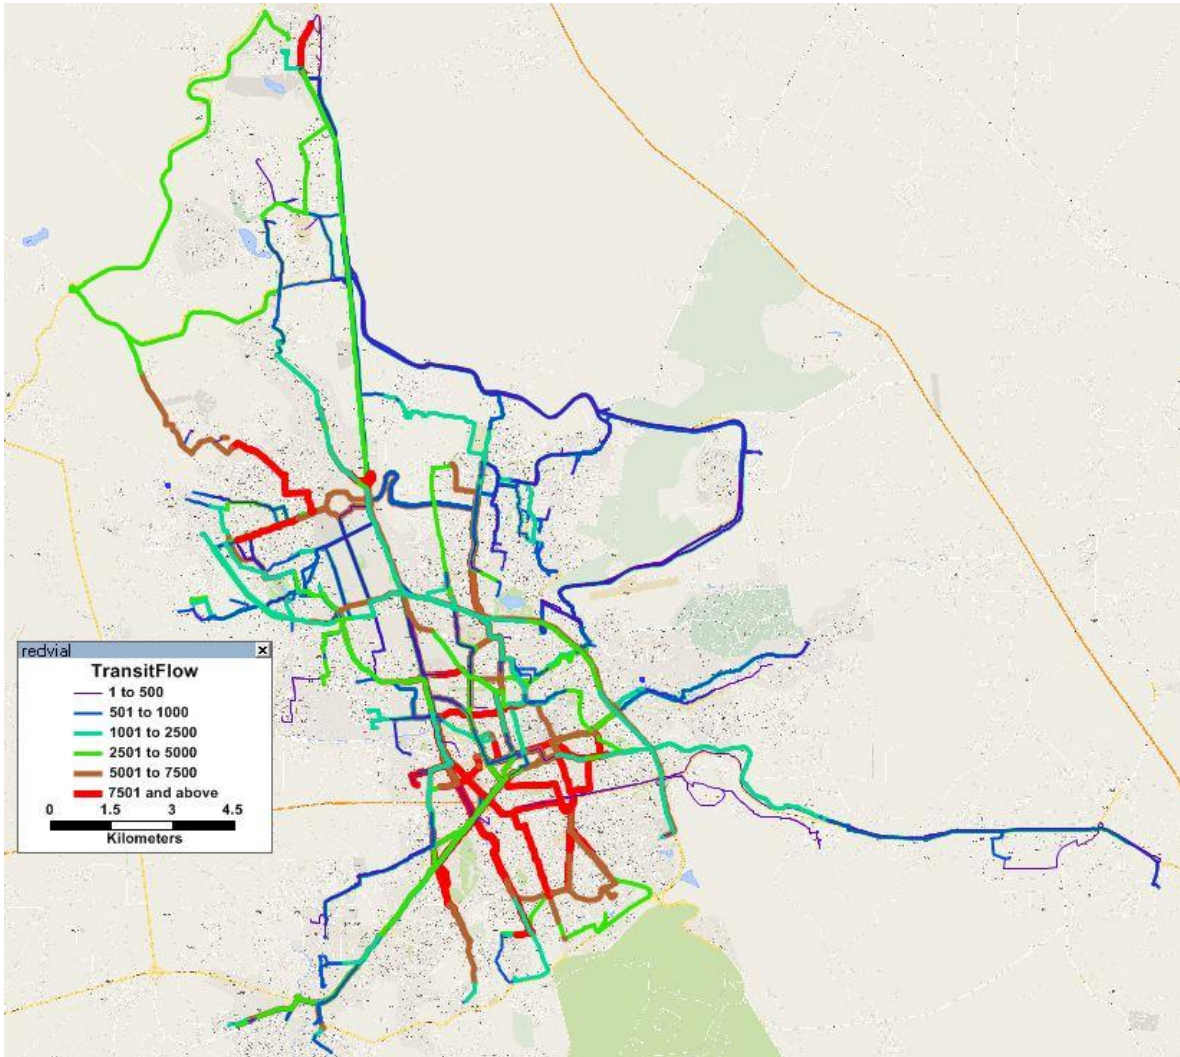 redvial
TransitFlow
1 to 500
501 to 1000
1001 to 2500
2501 to 5000
5001 to 7500
7501 and above
0 1.5 3 4.5
Kilometers